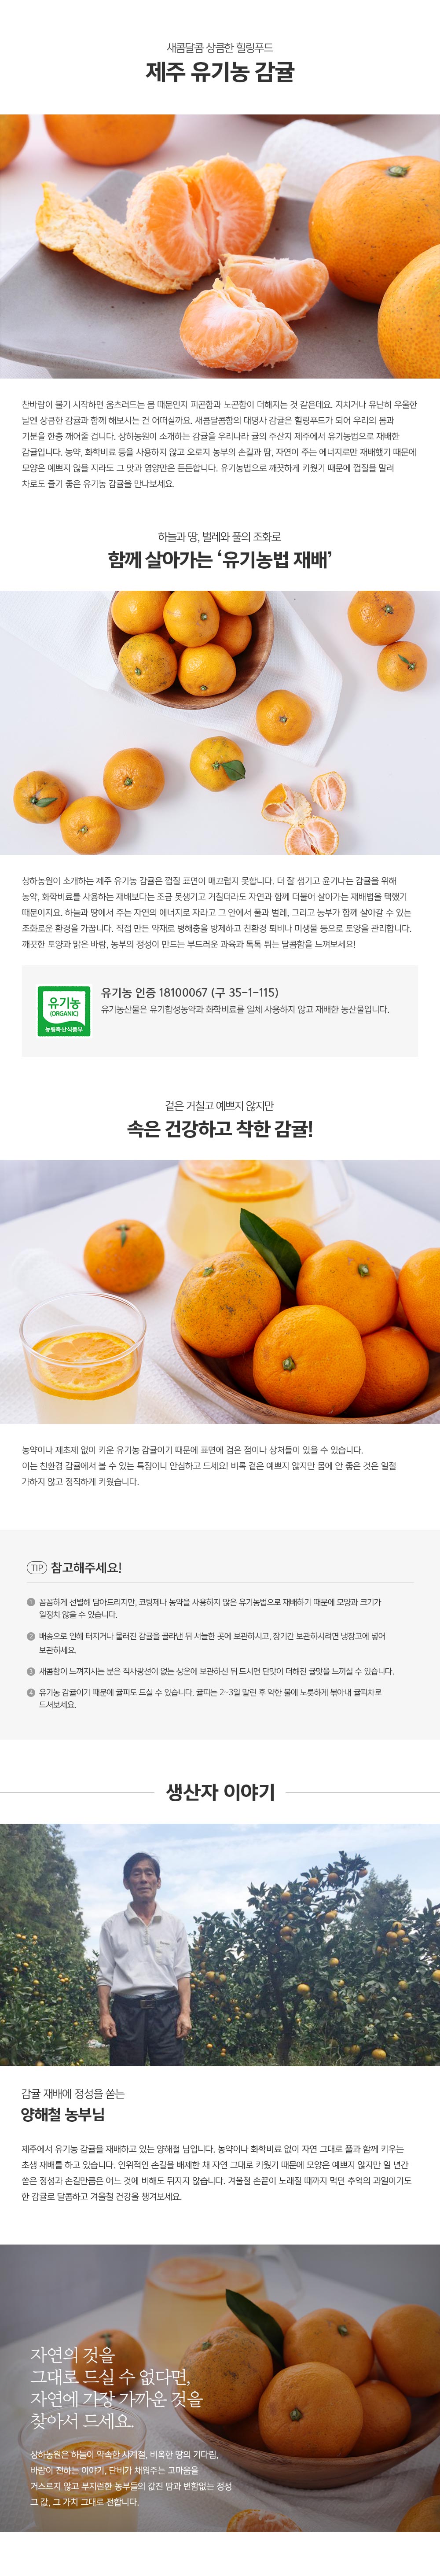 새콤달콤 상큼한 힐링푸드
제주 유기농 감귤
찬바람이 불기 시작하면 움츠러드는 몸 때문인지 피곤함과 노곤함이 더해지는 것 같은데요. 지치거나 유난히 우울한
날엔 상큼한 감귤과 함께 해보시는 건 어떠실까요. 새콤달콤함의 대명사 감귤은 힐링푸드가 되어 우리의 몸과
기분을 한층 깨어줄 겁니다. 상하농원이 소개하는 감귤을 우리나라 귤의 주산지 제주에서 유기농법으로 재배한
감귤입니다. 농약, 화학비료 등을 사용하지 않고 오로지 농부의 손길과 땀, 자연이 주는 에너지로만 재배했기 때문에
모양은 예쁘지 않을 지라도 그 맛과 영양만은 든든합니다. 유기농법으로 깨끗하게 키웠기 때문에 껍질을 말려
차로도 즐기 좋은 유기농 감귤을 만나보세요.
하늘과 땅, 벌레와 풀의 조화로
함께 살아가는 ‘유기농법 재배’
상하농원이 소개하는 제주 유기농 감귤은 껍질 표면이 매끄럽지 못합니다. 더 잘 생기고 윤기나는 감귤을 위해
농약, 화학비료를 사용하는 재배보다는 조금 못생기고 거칠더라도 자연과 함께 더불어 살아가는 재배법을 택했기
때문이지요. 하늘과 땅에서 주는 자연의 에너지로 자라고 그 안에서 풀과 벌레, 그리고 농부가 함께 살아갈 수 있는
조화로운 환경을 가꿉니다. 직접 만든 약재로 병해충을 방제하고 친환경 퇴비나 미생물 등으로 토양을 관리합니다.
깨끗한 토양과 맑은 바람, 농부의 정성이 만드는 부드러운 과육과 톡톡 튀는 달콤함을 느껴보세요!
유기농
(ORGANIC)
농림축산식품부
유기농 인증 18100067 (구 35-1-115)
유기농산물은 유기합성농약과 화학비료를 일체 사용하지 않고 재배한 농산물입니다.
겉은 거칠고 예쁘지 않지만
속은 건강하고 착한 감귤!
농약이나 제초제 없이 키운 유기농 감귤이기 때문에 표면에 검은 점이나 상처들이 있을 수 있습니다.
이는 친환경 감귤에서 볼 수 있는 특징이니 안심하고 드세요! 비록 겉은 예쁘지 않지만 몸에 안 좋은 것은 일절
가하지 않고 정직하게 키웠습니다.
TIP 참고해주세요!
1 꼼꼼하게 선별해 담아드리지만, 코팅제나 농약을 사용하지 않은 유기농법으로 재배하기 때문에 모양과 크기가
일정치 않을 수 있습니다.
2 배송으로 인해 터지거나 물러진 감귤을 골라낸 뒤 서늘한 곳에 보관하시고, 장기간 보관하시려면 냉장고에 넣어
보관하세요.
3 새콤함이 느껴지시는 분은 직사광선이 없는 상온에 보관하신 뒤 드시면 단맛이 더해진 귤맛을 느끼실 수 있습니다.
4 유기농 감귤이기 때문에 귤피도 드실 수 있습니다. 귤피는 2~3일 말린 후 약한 불에 노릇하게 볶아내 귤피차로
드셔보세요.
생산자 이야기
감귤 재배에 정성을 쏟는
양해철 농부님
제주에서 유기농 감귤을 재배하고 있는 양해철 님입니다. 농약이나 화학비료 없이 자연 그대로 풀과 함께 키우는
초생 재배를 하고 있습니다. 인위적인 손길을 배제한 채 자연 그대로 키웠기 때문에 모양은 예쁘지 않지만 일 년간
쏟은 정성과 손길만큼은 어느 것에 비해도 뒤지지 않습니다. 겨울철 손끝이 노래질 때까지 먹던 추억의 과일이기도
한 감귤로 달콤하고 겨울철 건강을 챙겨보세요.
자연의 것을
그대로 드실 수 없다면,
자연에 가장 가까운 것을
찾아서 드세요.
상하농원은 하늘이 약속한 사계절, 비옥한 땅의 기다림,
바람이 전하는 이야기, 단비가 채워주는 고마움을
거스르지 않고 부지런한 농부들의 값진 땀과 변함없는 정성
그 값, 그 가치 그대로 전합니다.